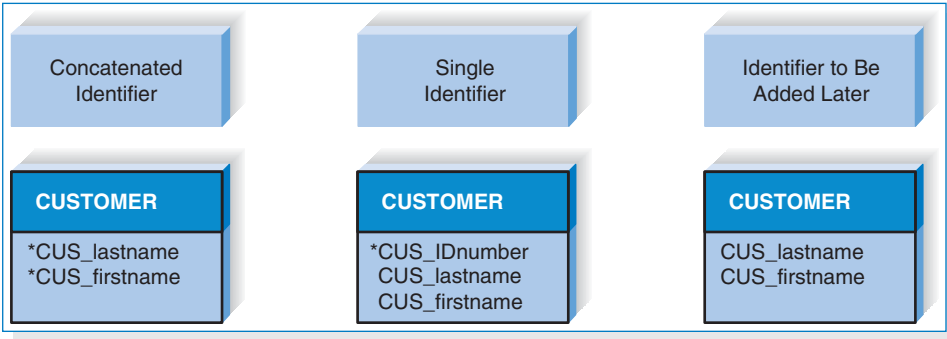 Concatenated
Identifier
Single
Identifier
Identifier to Be
Added Later
CUSTOMER
*CUS_lastname
*CUS_firstname
CUSTOMER
*CUS_IDnumber
CUS_lastname
CUS_firstname
CUSTOMER
CUS_lastname
CUS_firstname